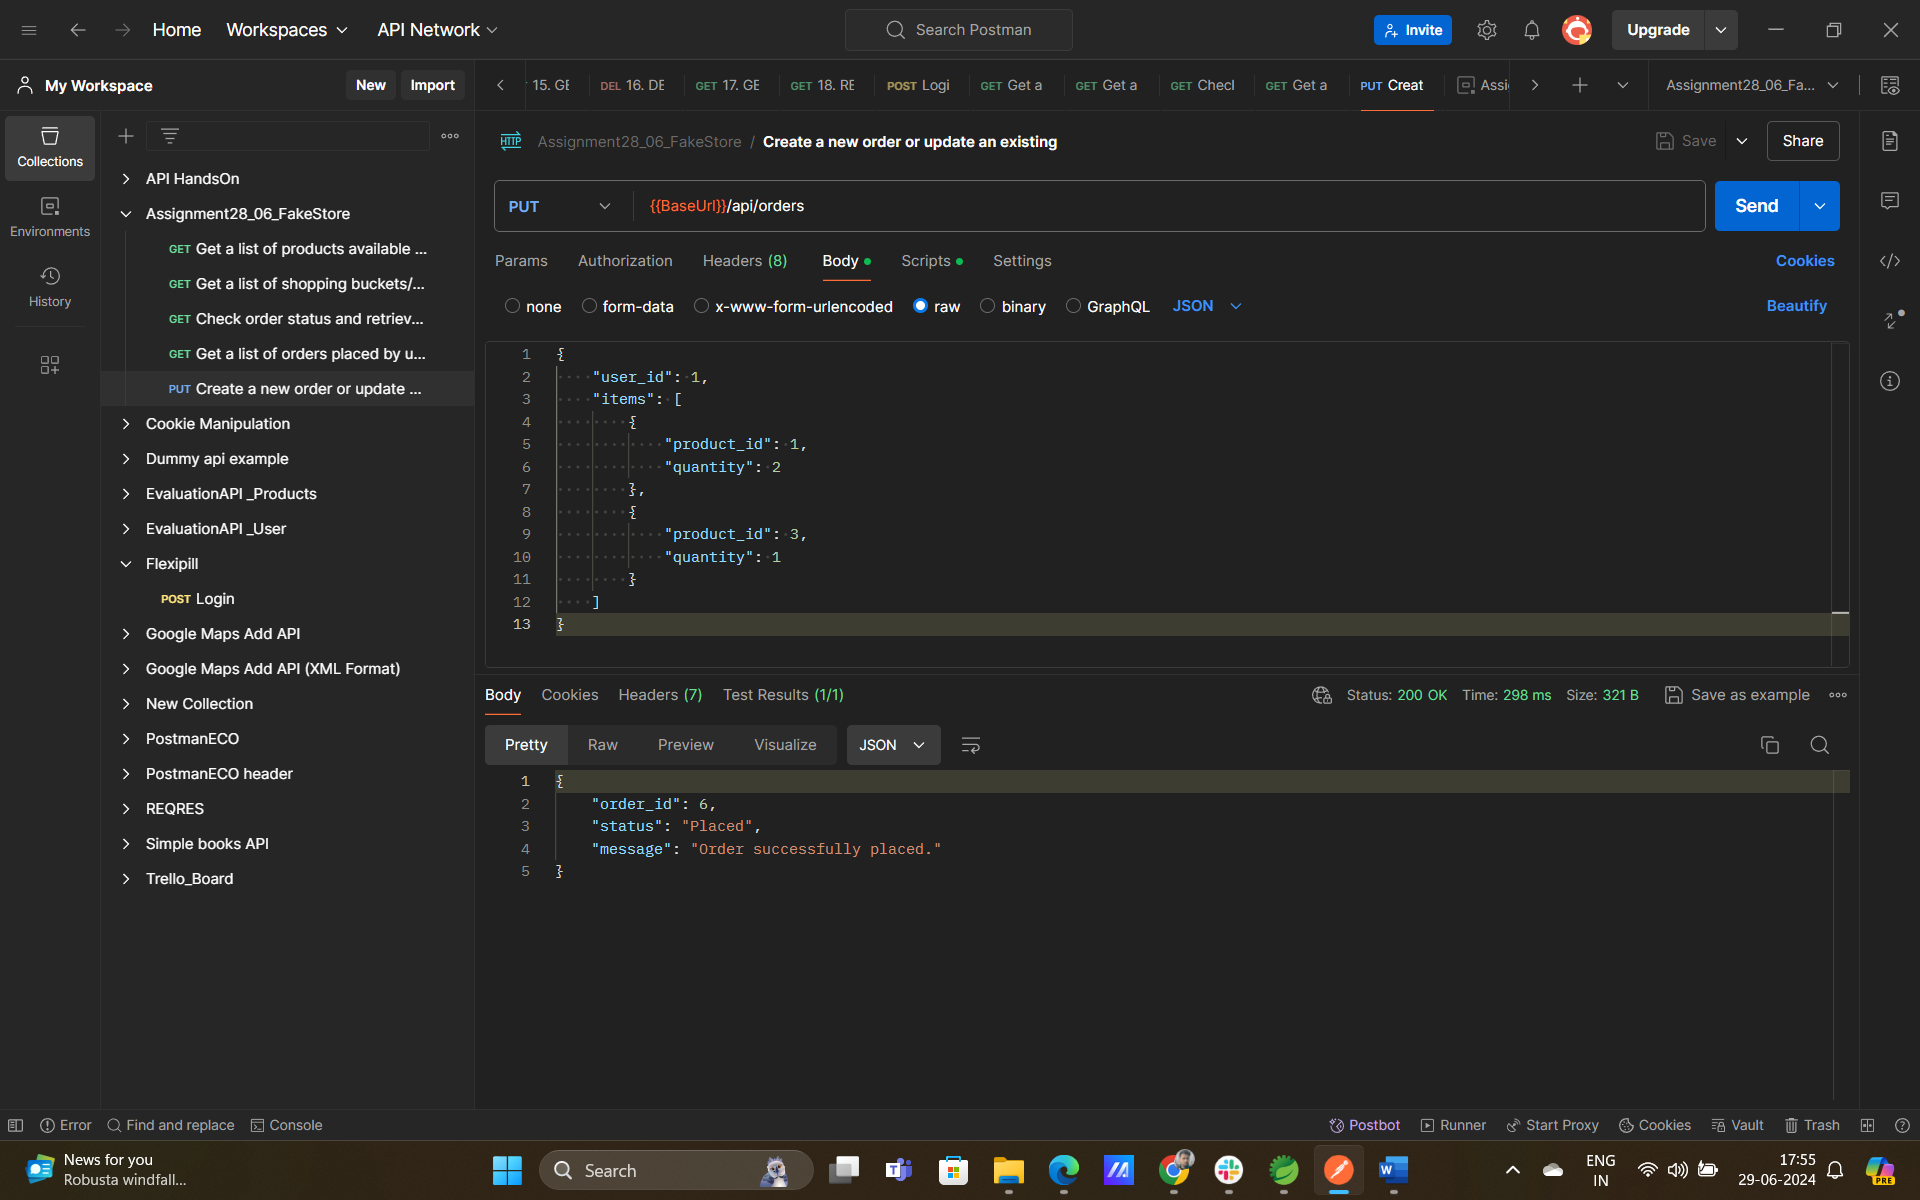 Home
Workspaces
API Network
Search Postman
Invite
Upgrade
My Workspace
New
Import
15. GE
DEL 16. DE
GET 17. GE
GET 18. RE
POST Logi
GET Get a
GET Get a
GET Checl
GET Get a
PUT Creat
Assi
Assignment28_06_Fa...
Collections
Environments
History
API HandsOn
Assignment28_06_FakeStore
GET Get a list of products available ...
GET Get a list of shopping buckets/...
GET Check order status and retriev...
GET Get a list of orders placed by u...
PUT Create a new order or update ...
Cookie Manipulation
Dummy api example
EvaluationAPI _Products
EvaluationAPI _User
Flexipill
POST Login
Google Maps Add API
Google Maps Add API (XML Format)
New Collection
PostmanECO
PostmanECO header
REQRES
Simple books API
Trello_Board
HTTP Assignment28_06_FakeStore / Create a new order or update an existing
Save
Share
PUT
{{BaseUrl}}/api/orders
Send
Params
Authorization
Headers (8)
Body
Scripts
Settings
Cookies
none
form-data
x-www-form-urlencoded
raw
binary
GraphQL
JSON
Beautify
1 {
2 "user_id": 1,
3 "items": [
4 {
5 "product_id": 1,
6 "quantity": 2
7 },
8 {
9 "product_id": 3,
10 "quantity": 1
11 }
12 ]
13 }
Body
Cookies
Headers (7)
Test Results (1/1)
Status: 200 OK
Time: 298 ms
Size: 321 B
Save as example
Pretty
Raw
Preview
Visualize
JSON
1 {
2 "order_id": 6,
3 "status": "Placed",
4 "message": "Order successfully placed."
5 }
Error
Find and replace
Console
Postbot
Runner
Start Proxy
Cookies
Vault
Trash
News for you
Robusta windfall...
Search
ENG
IN
17:55
29-06-2024
PRE